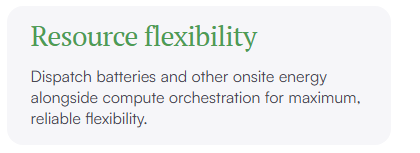 Resource flexibility
Dispatch batteries and other onsite energy
alongside compute orchestration for maximum,
reliable flexibility.